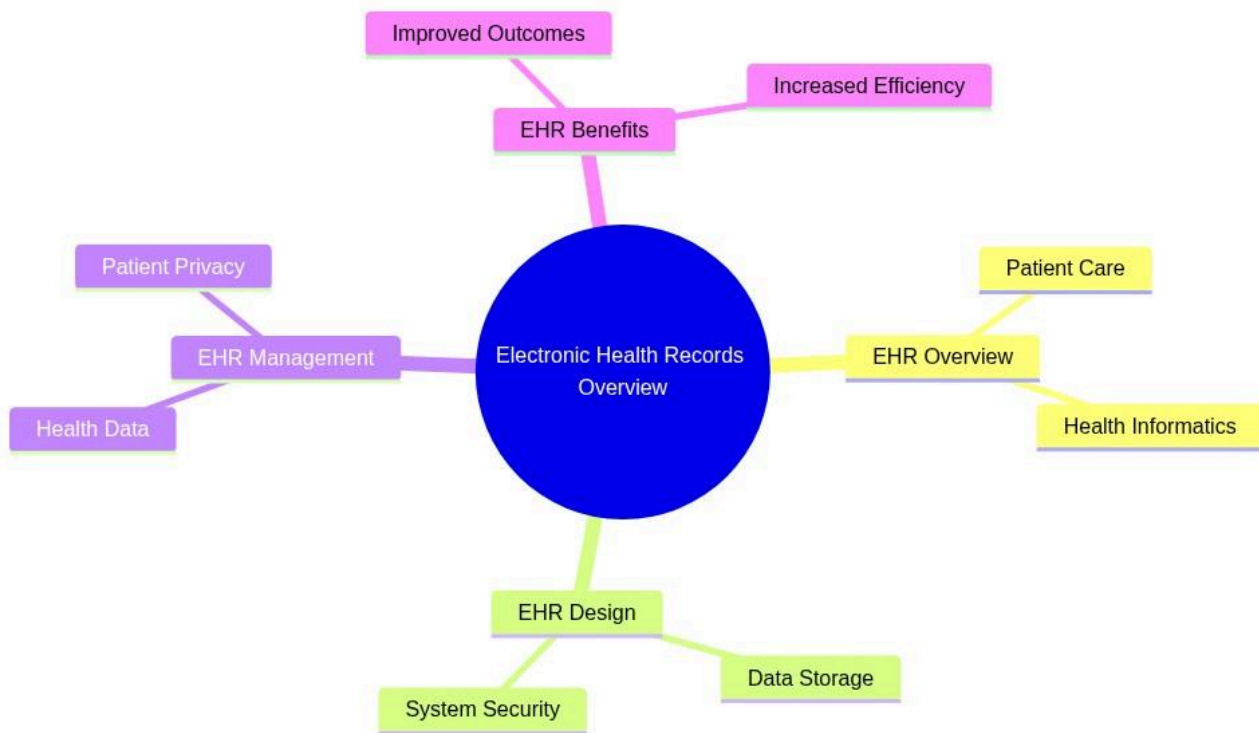 Improved Outcomes
Increased Efficiency
EHR Benefits
Patient Privacy
EHR Management
Health Data
Electronic Health Records
Overview
Patient Care
EHR Overview
Health Informatics
EHR Design
Data Storage
System Security